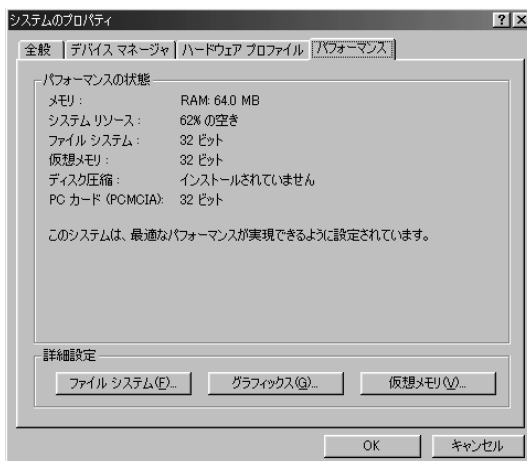 システムのプロパティ
全般 デバイス マネージャ ハードウェア プロファイル パフォーマンス
パフォーマンスの状態
メモリ： RAM: 64.0 MB
システム リソース： 62% の空き
ファイル システム： 32 ビット
仮想メモリ： 32 ビット
ディスク圧縮： インストールされていません
PC カード (PCMCIA): 32 ビット
このシステムは、最適なパフォーマンスが実現できるように設定されています。
詳細設定
ファイル システム(F)... グラフィックス(G)... 仮想メモリ(V)...
OK キャンセル